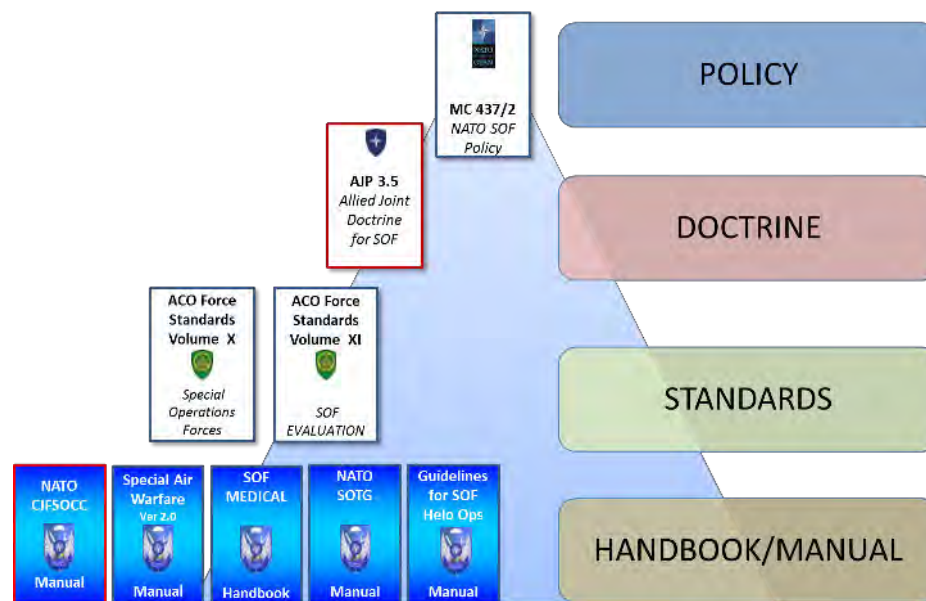 MC 437/2
NATO SOF
Policy
POLICY
AJP 3.5
Allied Joint
Doctrine
for SOF
DOCTRINE
ACO Force
Standards
Volume X
Special
Operations
Forces
ACO Force
Standards
Volume XI
SOF
EVALUATION
STANDARDS
NATO
CJFSOCC
Manual
Special Air
Warfare
Ver 2.0
Manual
SOF
MEDICAL
Handbook
NATO
SOTG
Manual
Guidelines
for SOF
Helo Ops
Manual
HANDBOOK/MANUAL